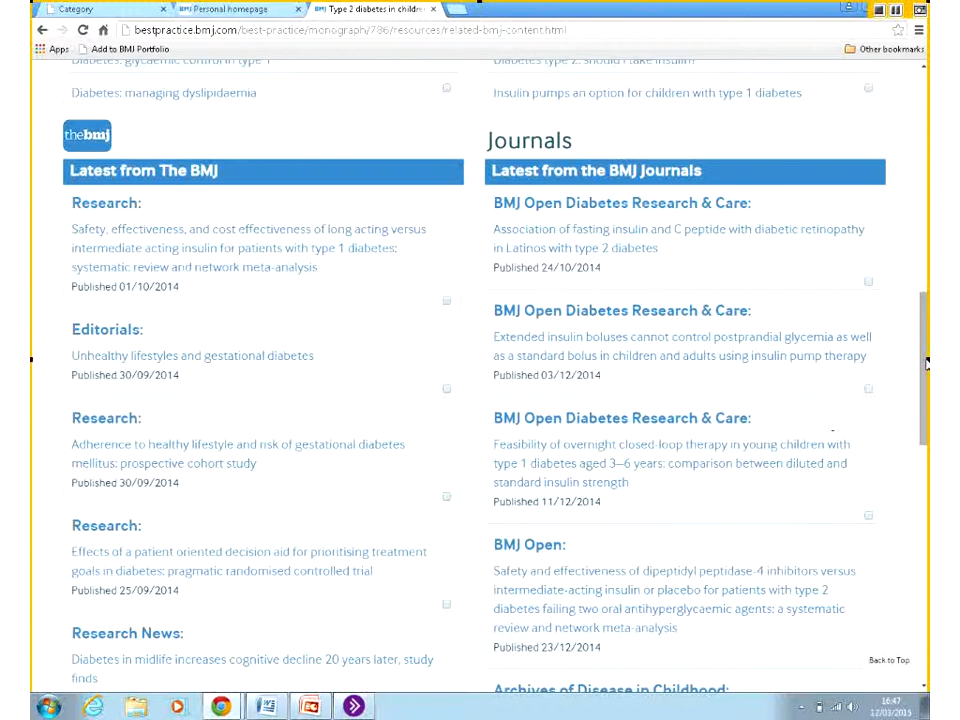 Category
Personal homepage
Type 2 diabetes in childre
bestpractice.bmj.com/best-practice/monograph/786/resources/related-bmj-content.html
Apps
Add to BMJ Portfolio
Other bookmarks
Diabetes: glycaemic control in type 1
Diabetes: managing dyslipidaemia
thebmj
Latest from The BMJ
Research:
Safety, effectiveness, and cost effectiveness of long acting versus
intermediate acting insulin for patients with type 1 diabetes:
systematic review and network meta-analysis
Published 01/10/2014
Editorials:
Unhealthy lifestyles and gestational diabetes
Published 30/09/2014
Research:
Adherence to healthy lifestyle and risk of gestational diabetes
mellitus: prospective cohort study
Published 30/09/2014
Research:
Effects of a patient oriented decision aid for prioritising treatment
goals in diabetes: pragmatic randomised controlled trial
Published 25/09/2014
Research News:
Diabetes in midlife increases cognitive decline 20 years later, study
finds
Diabetes type 2: should I take insulin?
Insulin pumps an option for children with type 1 diabetes
Journals
Latest from the BMJ Journals
BMJ Open Diabetes Research & Care:
Association of fasting insulin and C peptide with diabetic retinopathy
in Latinos with type 2 diabetes
Published 24/10/2014
BMJ Open Diabetes Research & Care:
Extended insulin boluses cannot control postprandial glycemia as well
as a standard bolus in children and adults using insulin pump therapy
Published 03/12/2014
BMJ Open Diabetes Research & Care:
Feasibility of overnight closed-loop therapy in young children with
type 1 diabetes aged 3–6 years: comparison between diluted and
standard insulin strength
Published 11/12/2014
BMJ Open:
Safety and effectiveness of dipeptidyl peptidase-4 inhibitors versus
intermediate-acting insulin or placebo for patients with type 2
diabetes failing two oral antihyperglycaemic agents: a systematic
review and network meta-analysis
Published 23/12/2014
Back to Top
Archives of Disease in Childhood:
16:47
12/03/2015